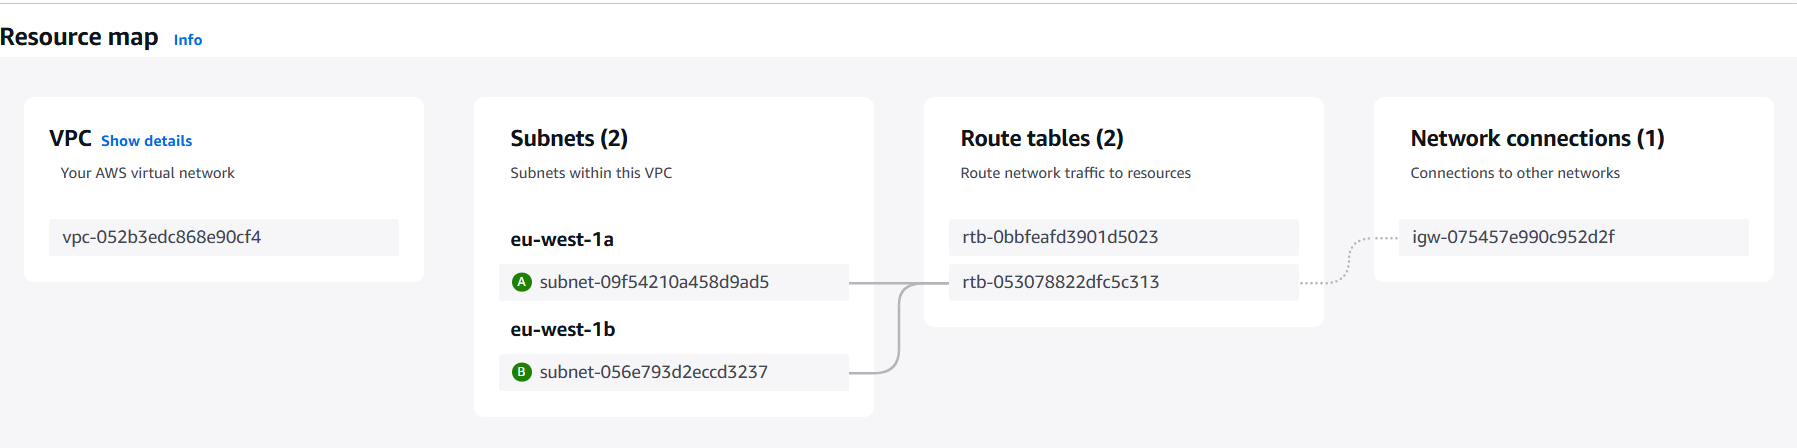 Resource map Info
VPC Show details
Your AWS virtual network
vpc-052b3edc868e90cf4
Subnets (2)
Subnets within this VPC
eu-west-1a
A subnet-09f54210a458d9ad5
eu-west-1b
B subnet-056e793d2eccd3237
Route tables (2)
Route network traffic to resources
rtb-0bbfeafd3901d5023
rtb-053078822dfc5c313
Network connections (1)
Connections to other networks
igw-075457e990c952d2f